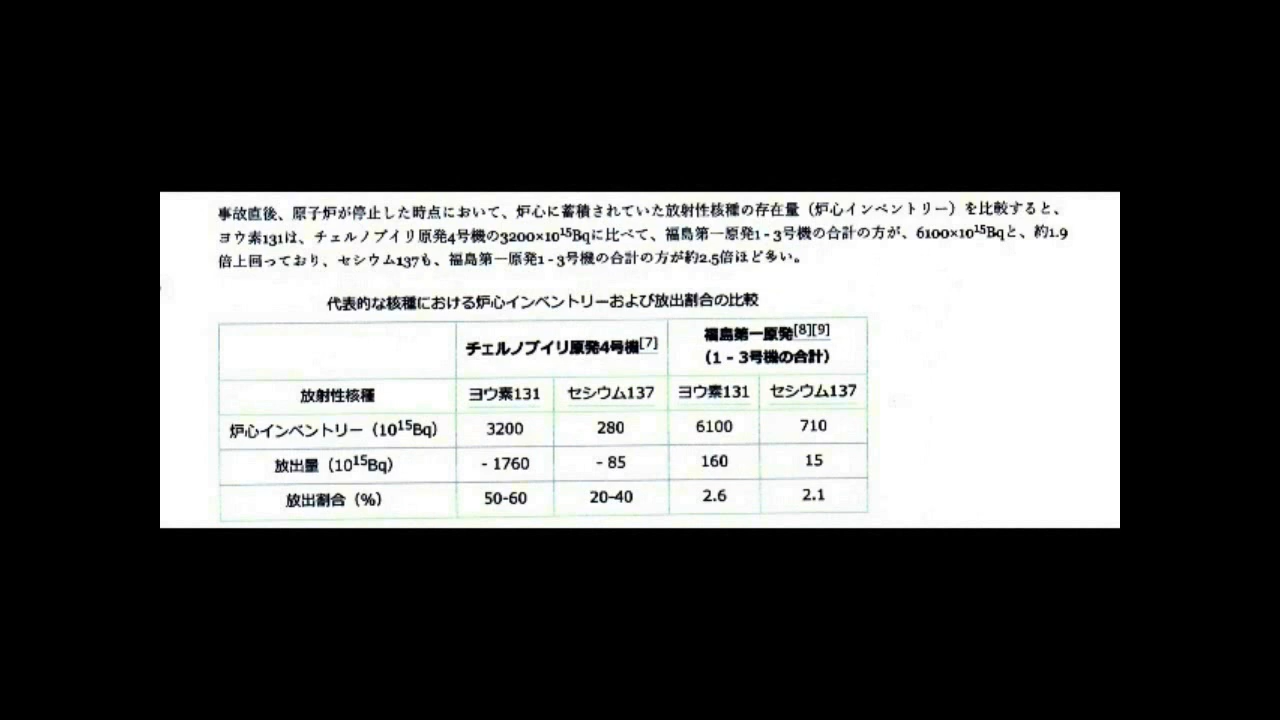 事故直後、原子炉が停止した時点において、炉心に蓄積されていた放射性核種の存在量（炉心インベントリー）を比較すると、
ヨウ素131は、チェルノブイリ原発4号機の3200×10¹⁵Bqに比べて、福島第一原発1 - 3号機の合計の方が、6100×10¹⁵Bqと、約1.9
倍上回っており、セシウム137も、福島第一原発1 - 3号機の合計の方が約2.5倍ほど多い。
代表的な核種における炉心インベントリーおよび放出割合の比較
チェルノブイリ原発4号機[7] 福島第一原発[8][9]
（1 - 3号機の合計）
放射性核種 ヨウ素131 セシウム137 ヨウ素131 セシウム137
炉心インベントリー（10¹⁵Bq） 3200 280 6100 710
放出量（10¹⁵Bq） - 1760 - 85 160 15
放出割合（%） 50-60 20-40 2.6 2.1